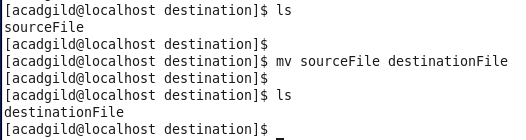 [acadgild@localhost destination]$ ls
sourceFile
[acadgild@localhost destination]$
[acadgild@localhost destination]$ mv sourceFile destinationFile
[acadgild@localhost destination]$
[acadgild@localhost destination]$ ls
destinationFile
[acadgild@localhost destination]$